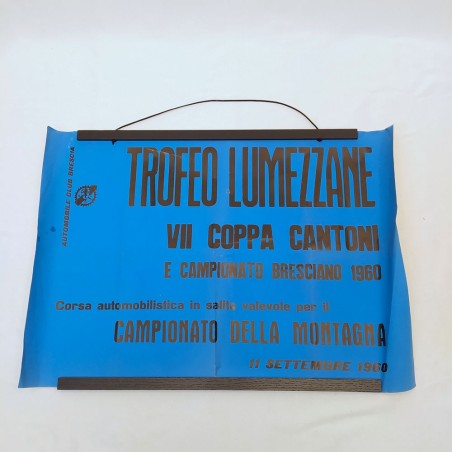 AUTOMOBILE CLUB BRESCIA
TROFEO LUMEZZANE
VII COPPA CANTONI
E CAMPIONATO BRESCIANO 1960
Corsa automobilistica in salita valevole per il
CAMPIONATO DELLA MONTAGNA
11 SETTEMBRE 1960